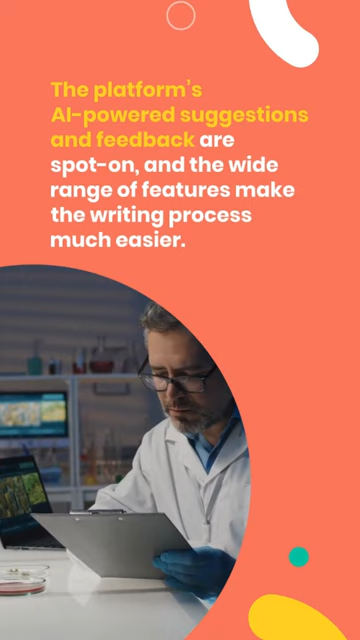 The platform’s
AI-powered suggestions
and feedback are
spot-on, and the wide
range of features make
the writing process
much easier.